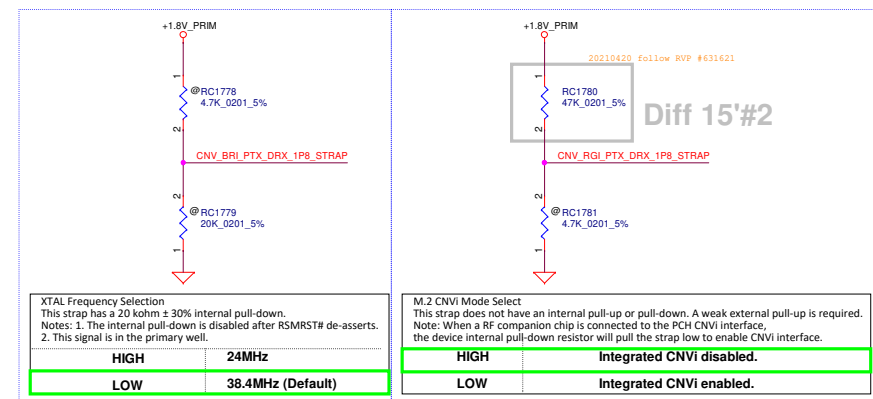 +1.8V_PRIM
1
@RC1778
4.7K_0201_5%
2
CNV_BRI_PTX_DRX_1P8_STRAP
2
@RC1779
20K_0201_5%
1
XTAL Frequency Selection
This strap has a 20 kohm ± 30% internal pull-down.
Notes: 1. The internal pull-down is disabled after RSMRST# de-asserts.
2. This signal is in the primary well.
HIGH 24MHz
LOW 38.4MHz (Default)
+1.8V_PRIM
20210420 follow RVP #631621
1
RC1780
47K_0201_5%
2
Diff 15'#2
CNV_RGI_PTX_DRX_1P8_STRAP
2
@RC1781
4.7K_0201_5%
1
M.2 CNVi Mode Select
This strap does not have an internal pull-up or pull-down. A weak external pull-up is required.
Note: When a RF companion chip is connected to the PCH CNVi interface,
the device internal pull-down resistor will pull the strap low to enable CNVi interface.
HIGH Integrated CNVi disabled.
LOW Integrated CNVi enabled.